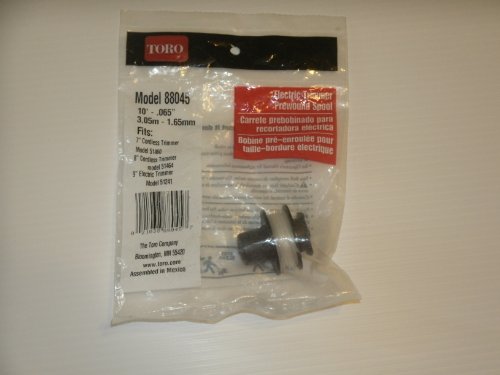 TORO
Model 88045
10' - .065"
3.05m - 1.65mm
Fits:
7" Cordless Trimmer
Model 51460
8" Cordless Trimmer
model 51464
9" Electric Trimmer
Model 51241
The Toro Company
Bloomington, MN 55420
www.toro.com
Assembled in Mexico
Electric Trimmer
Prewound Spool
Carrete prebobinado para
recortadora eléctrica
Bobine pré-enroulée pour
taille-bordure électrique